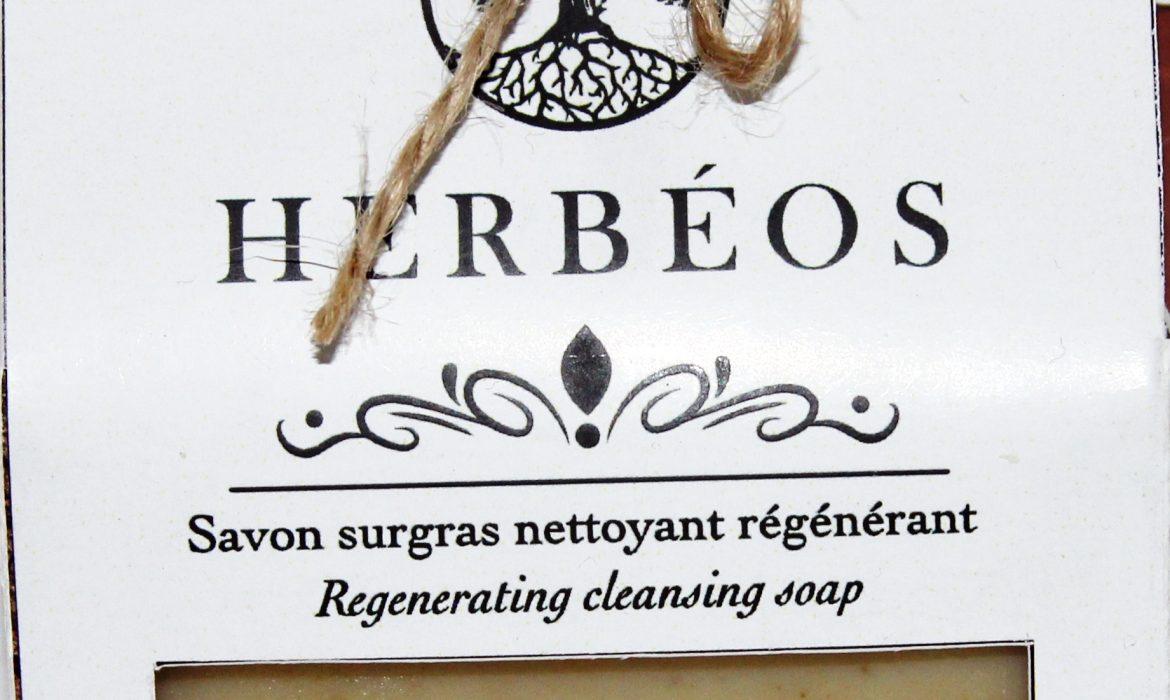 HERBÉOS
Savon surgras nettoyant régénérant
Regenerating cleansing soap